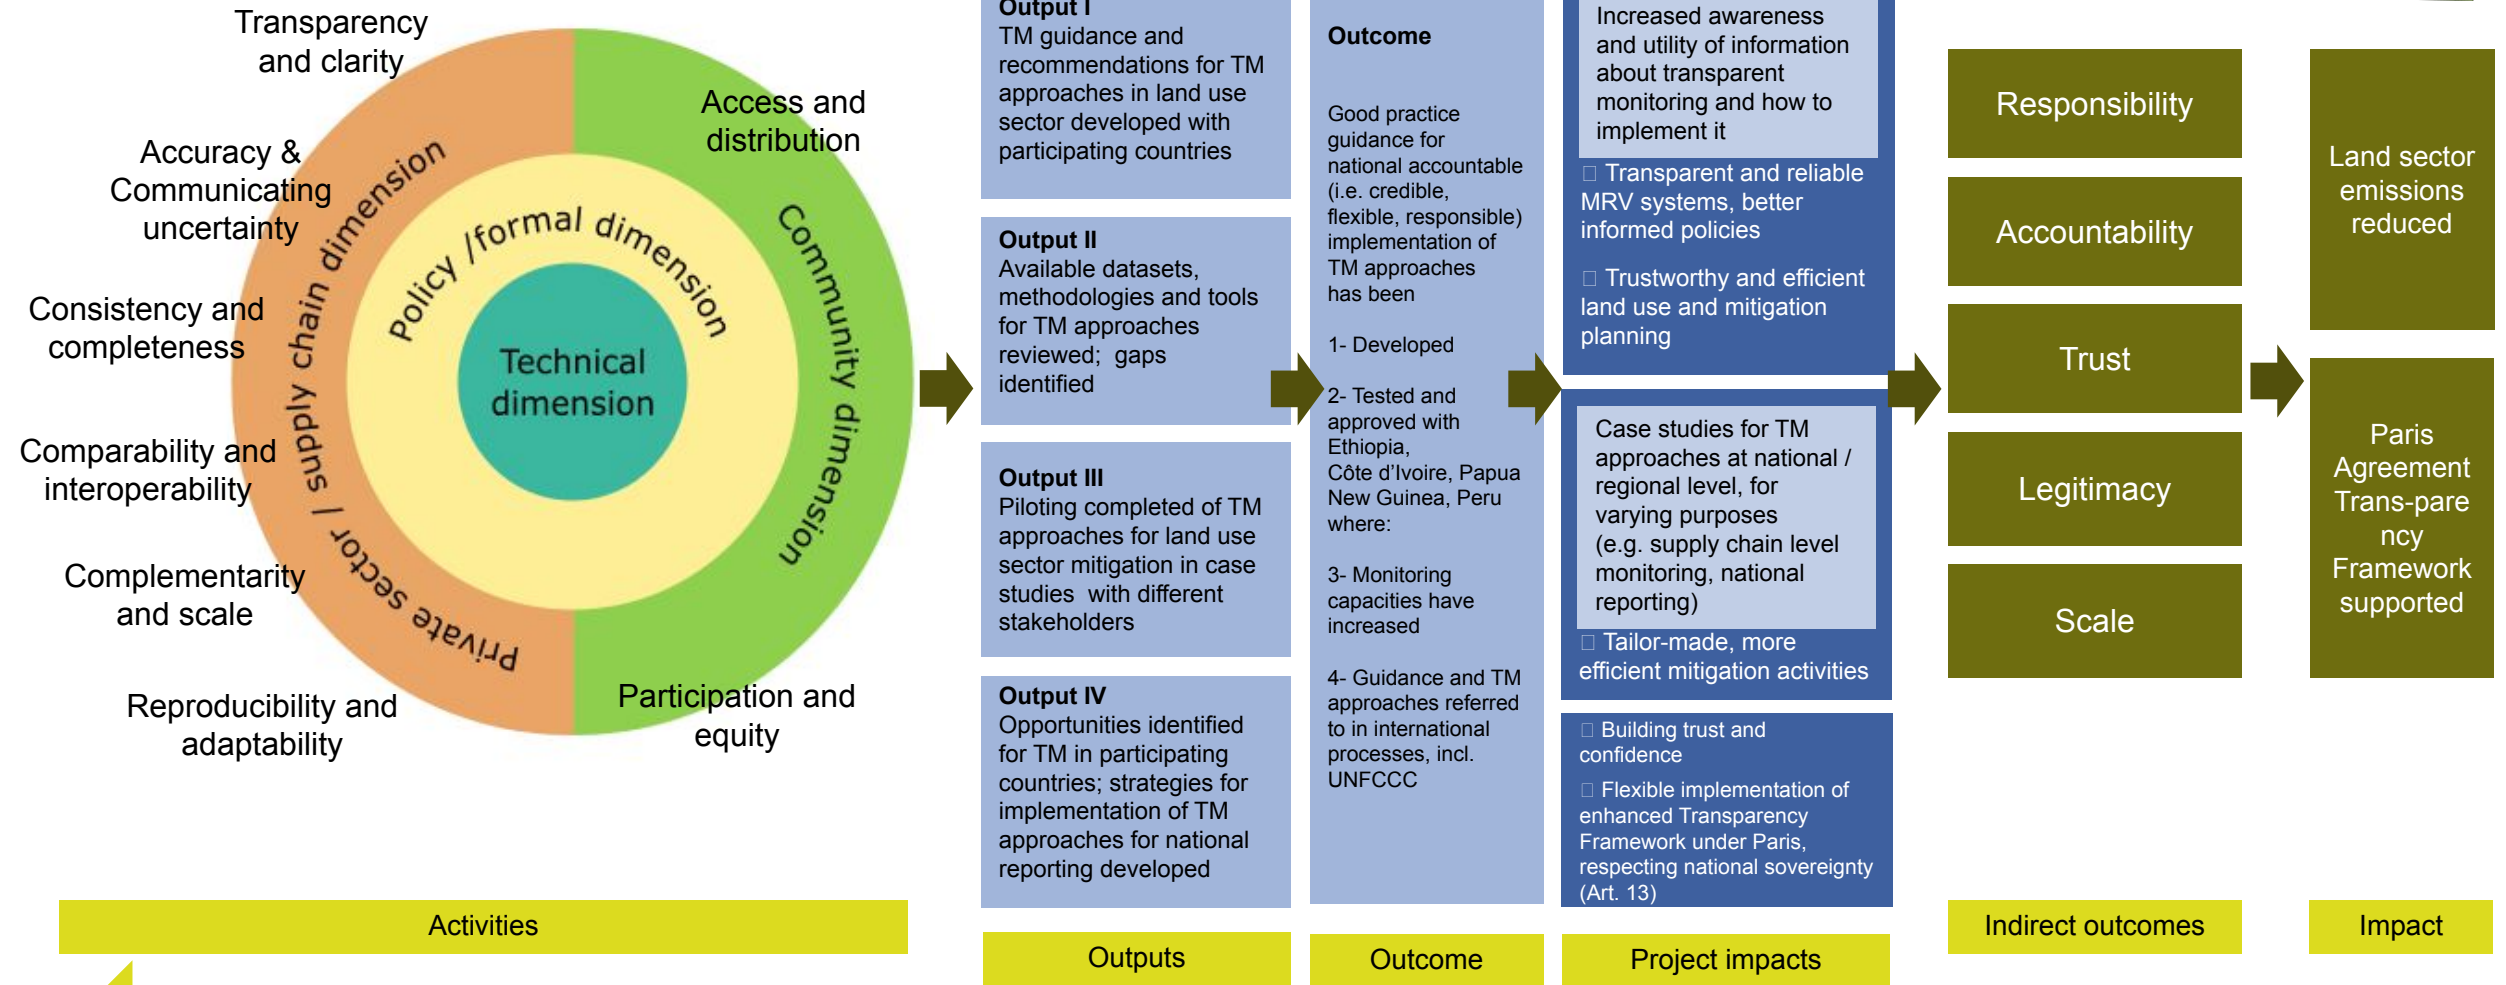 Transparency
and clarity
Accuracy &
Communicating
uncertainty
Consistency and
completeness
Comparability and
interoperability
Complementarity
and scale
Reproducibility and
adaptability
Access and
distribution
Participation and
equity
Private sector / supply chain dimension
Policy /formal dimension
Community dimension
Technical
dimension
Activities
Output I
TM guidance and
recommendations for TM
approaches in land use
sector developed with
participating countries
Output II
Available datasets,
methodologies and tools
for TM approaches
reviewed; gaps
identified
Output III
Piloting completed of TM
approaches for land use
sector mitigation in case
studies with different
stakeholders
Output IV
Opportunities identified
for TM in participating
countries; strategies for
implementation of TM
approaches for national
reporting developed
Outputs
Outcome
Good practice
guidance for
national accountable
(i.e. credible,
flexible, responsible)
implementation of
TM approaches
has been
1- Developed
2- Tested and
approved with
Ethiopia,
Côte d’Ivoire, Papua
New Guinea, Peru
where:
3- Monitoring
capacities have
increased
4- Guidance and TM
approaches referred
to in international
processes, incl.
UNFCCC
Outcome
Increased awareness
and utility of information
about transparent
monitoring and how to
implement it
Transparent and reliable
MRV systems, better
informed policies
Trustworthy and efficient
land use and mitigation
planning
Case studies for TM
approaches at national /
regional level, for
varying purposes
(e.g. supply chain level
monitoring, national
reporting)
Tailor-made, more
efficient mitigation activities
Building trust and
confidence
Flexible implementation of
enhanced Transparency
Framework under Paris,
respecting national sovereignty
(Art. 13)
Project impacts
Responsibility
Accountability
Trust
Legitimacy
Scale
Indirect outcomes
Land sector
emissions
reduced
Paris
Agreement
Trans-pare
ncy
Framework
supported
Impact